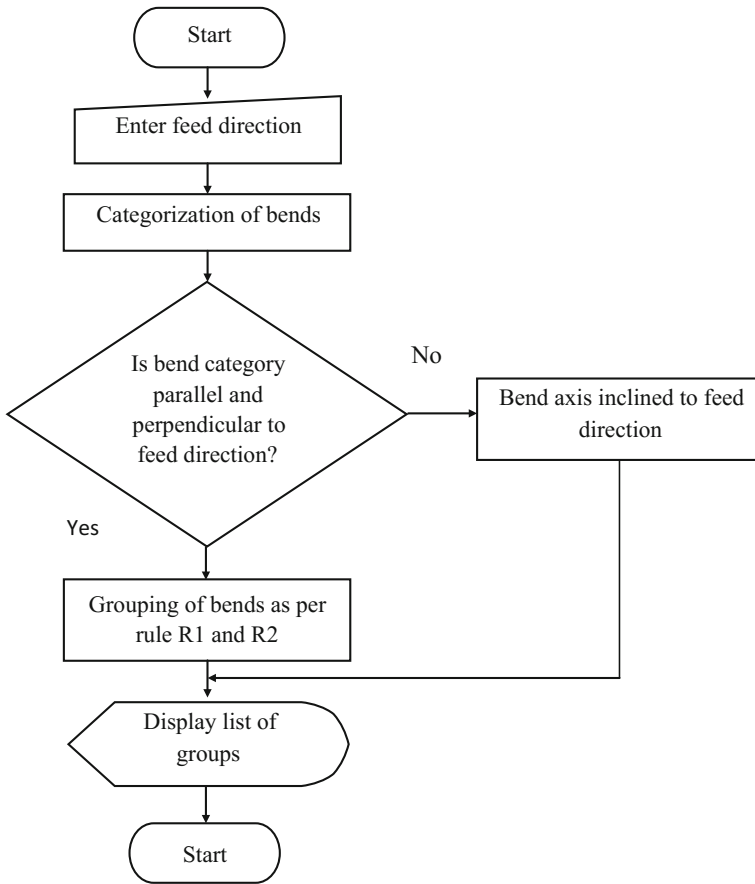 Start
Enter feed direction
Categorization of bends
Is bend category
parallel and
perpendicular to
feed direction?
No
Bend axis inclined to feed
direction
Yes
Grouping of bends as per
rule R1 and R2
Display list of
groups
Start